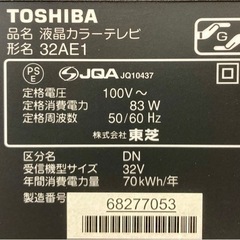 TOSHIBA
品名 液晶カラーテレビ
形名 32AE1
PS E JQA JQ10437
定格電圧 100V～
定格消費電力 83 W
定格周波数 50/60 Hz
株式会社 東芝
区分 DN
受信機型サイズ 32V
年間消費電力量 70 kWh/年
製造番号 68277053
G